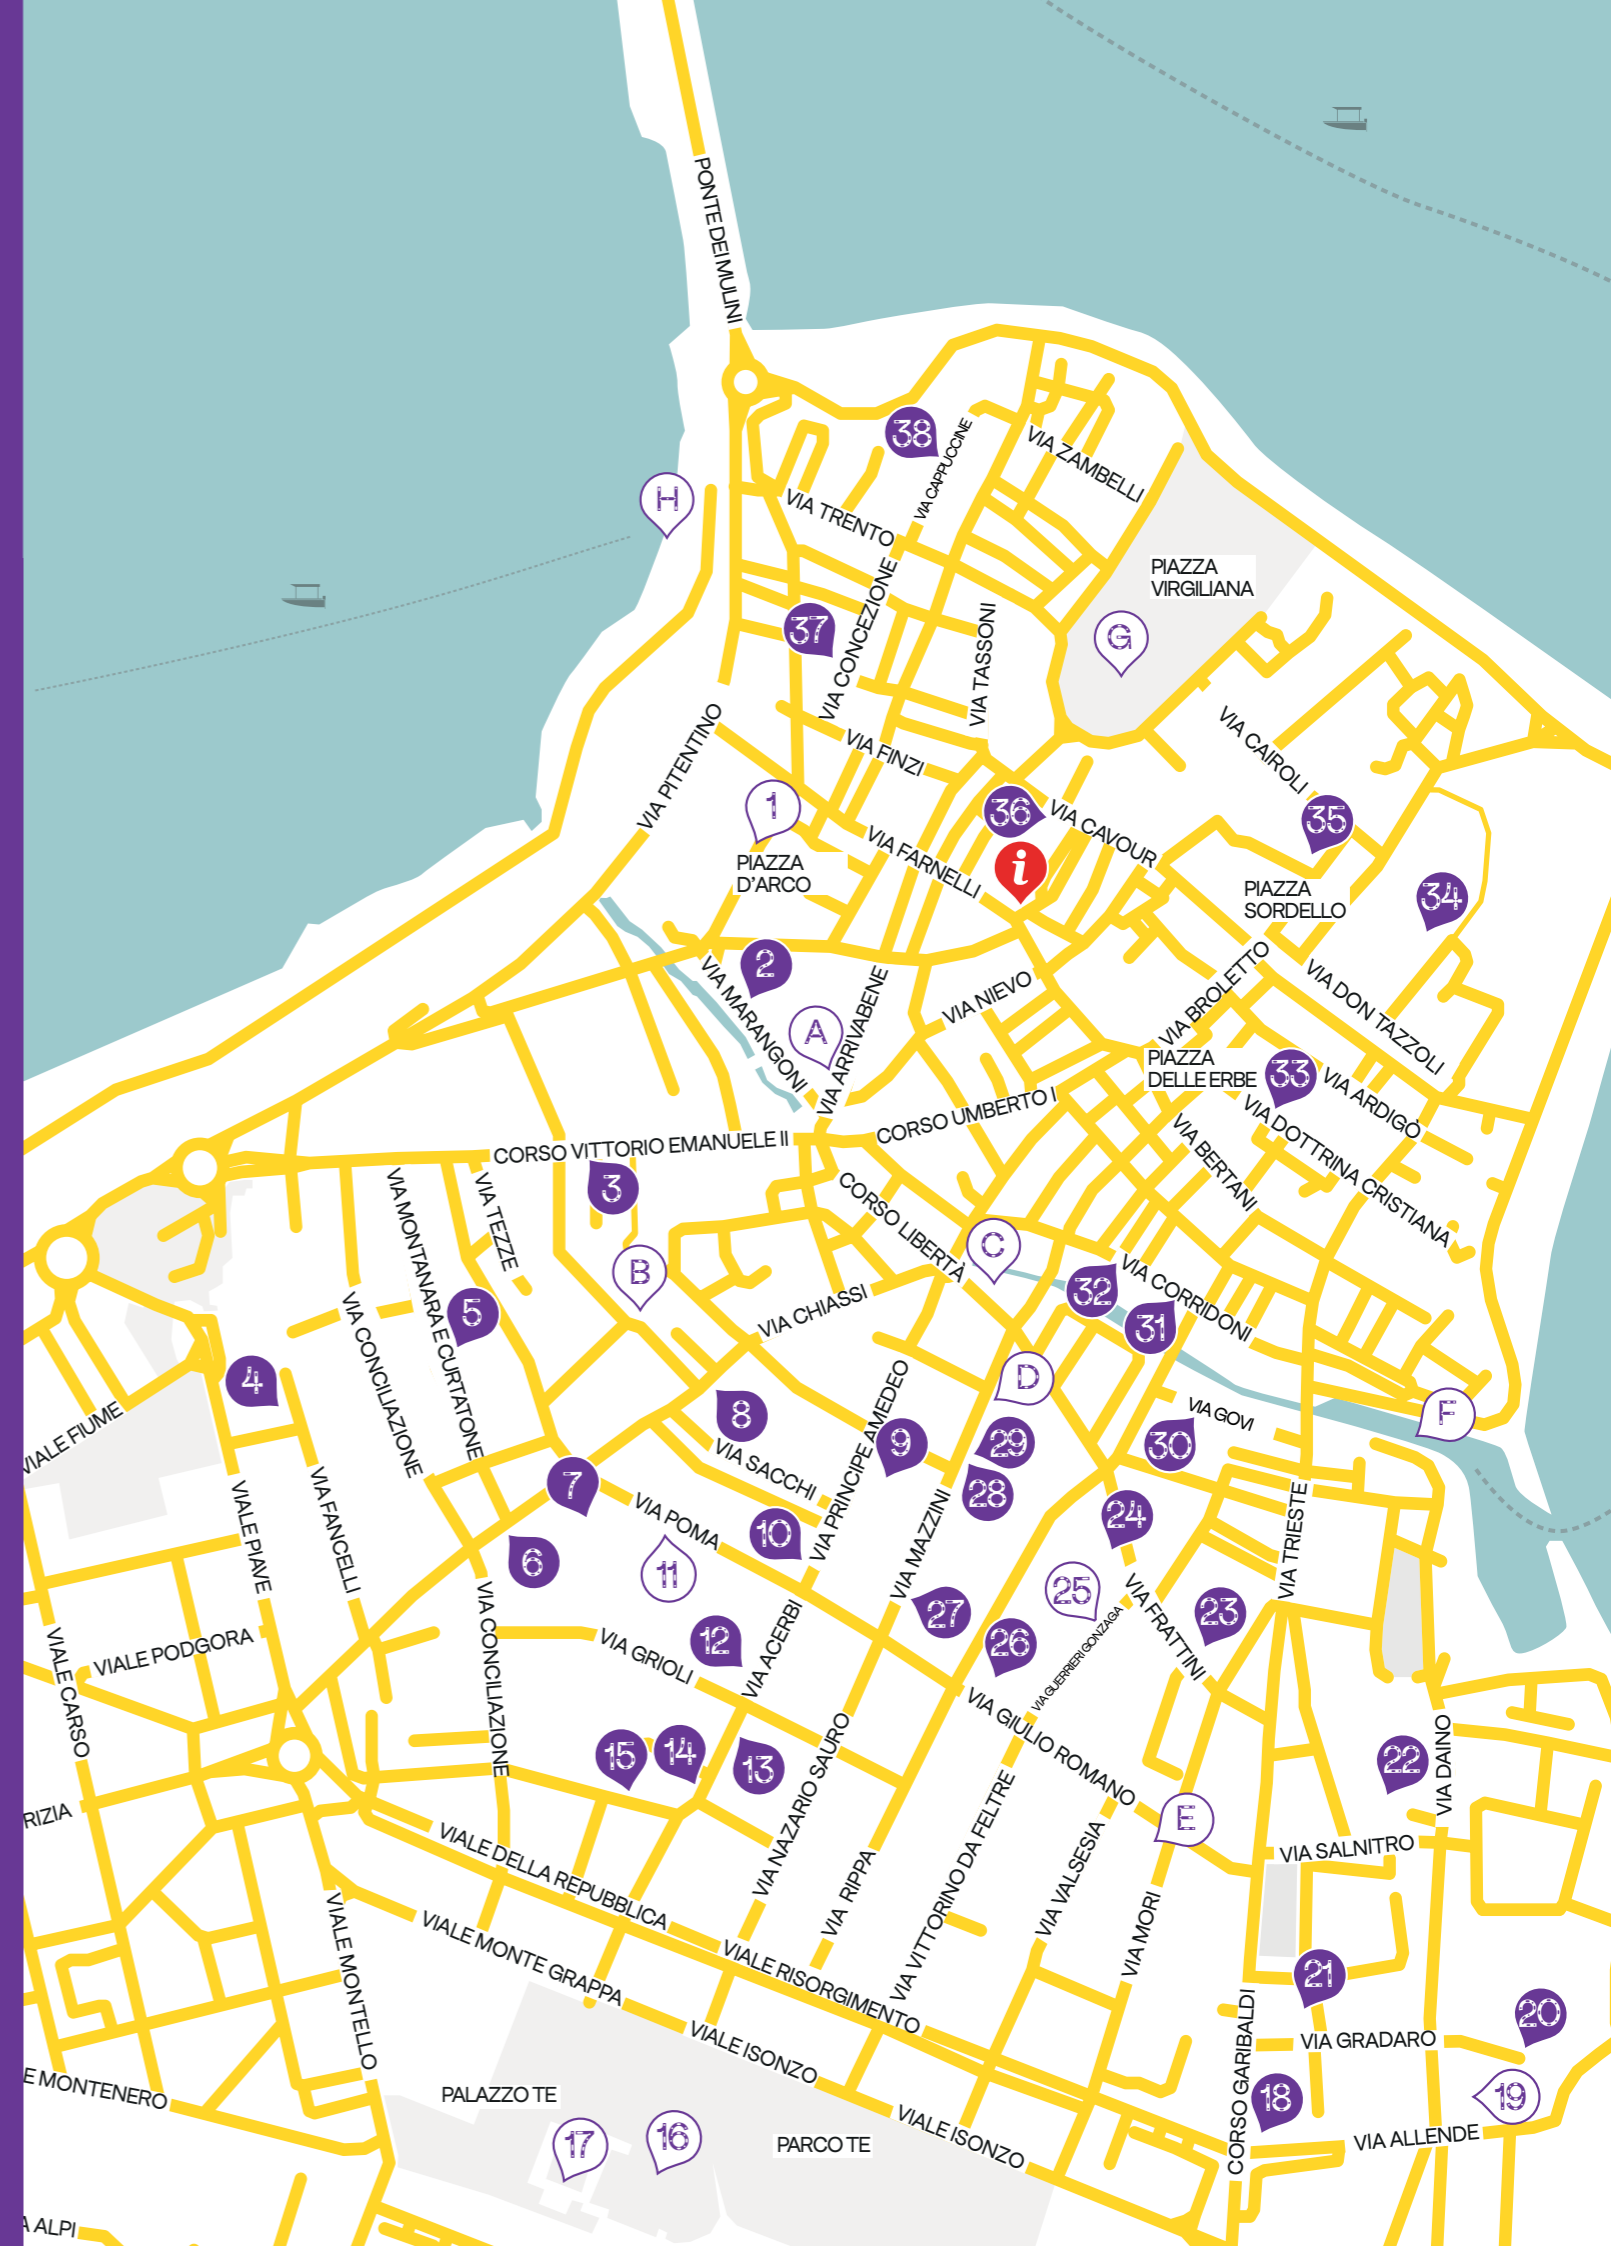 PONTE DEI MULINI
38
VIA CAPPUCCINE
VIA ZAMBELLI
H
VIA TRENTO
PIAZZA
VIRGILIANA
37
VIA CONCEZIONE
VIA TASSONI
G
VIA PITENTINO
VIA FINZI
VIA CAIROLI
1
36
VIA CAVOUR
35
PIAZZA
D'ARCO
VIA FARNELLI
i
PIAZZA
SORDELLO
34
2
VIA MARANGONI
A
VIA ARRIVABENE
VIA NIEVO
VIA BROLETTO
VIA DON TAZZOLI
PIAZZA
DELLE ERBE
33
VIA ARDIGÒ
CORSO VITTORIO EMANUELE II
CORSO UMBERTO I
VIA BERTANI
VIA DOTTRINA CRISTIANA
3
VIA MONTANARA E CURTATONE
VIA TEZZE
CORSO LIBERTÀ
B
C
VIA CORRIDONI
32
31
5
VIA CONCILIAZIONE
VIA CHIASSI
4
D
VIALE FIUME
8
VIA PRINCIPE AMEDEO
9
29
VIA GOVI
30
F
VIA SACCHI
7
28
VIA FANCELLI
VIALE PIAVE
VIA POMA
10
VIA MAZZINI
24
VIA TRIESTE
6
11
25
VIA FRATTINI
23
27
26
VIA GUERRIERI GONZAGA
VIALE PODGORA
VIALE CARSO
VIA CONCILIAZIONE
VIA GRIOLI
12
VIA ACERBI
VIA GIULIO ROMANO
15
14
13
VIA NAZARIO SAURO
22
VIA DAINO
RIZIA
VIALE DELLA REPUBBLICA
VIA RIPPA
VIA VITTORINO DA FELTRE
VIA VALSESIA
E
VIA SALNITRO
VIALE MONTELLO
VIALE MONTE GRAPPA
VIALE RISORGIMENTO
VIA MORI
21
20
VIALE ISONZO
CORSO GARIBALDI
VIA GRADARO
E MONTENERO
PALAZZO TE
17
16
PARCO TE
VIALE ISONZO
18
19
VIA ALLENDE
A ALPI